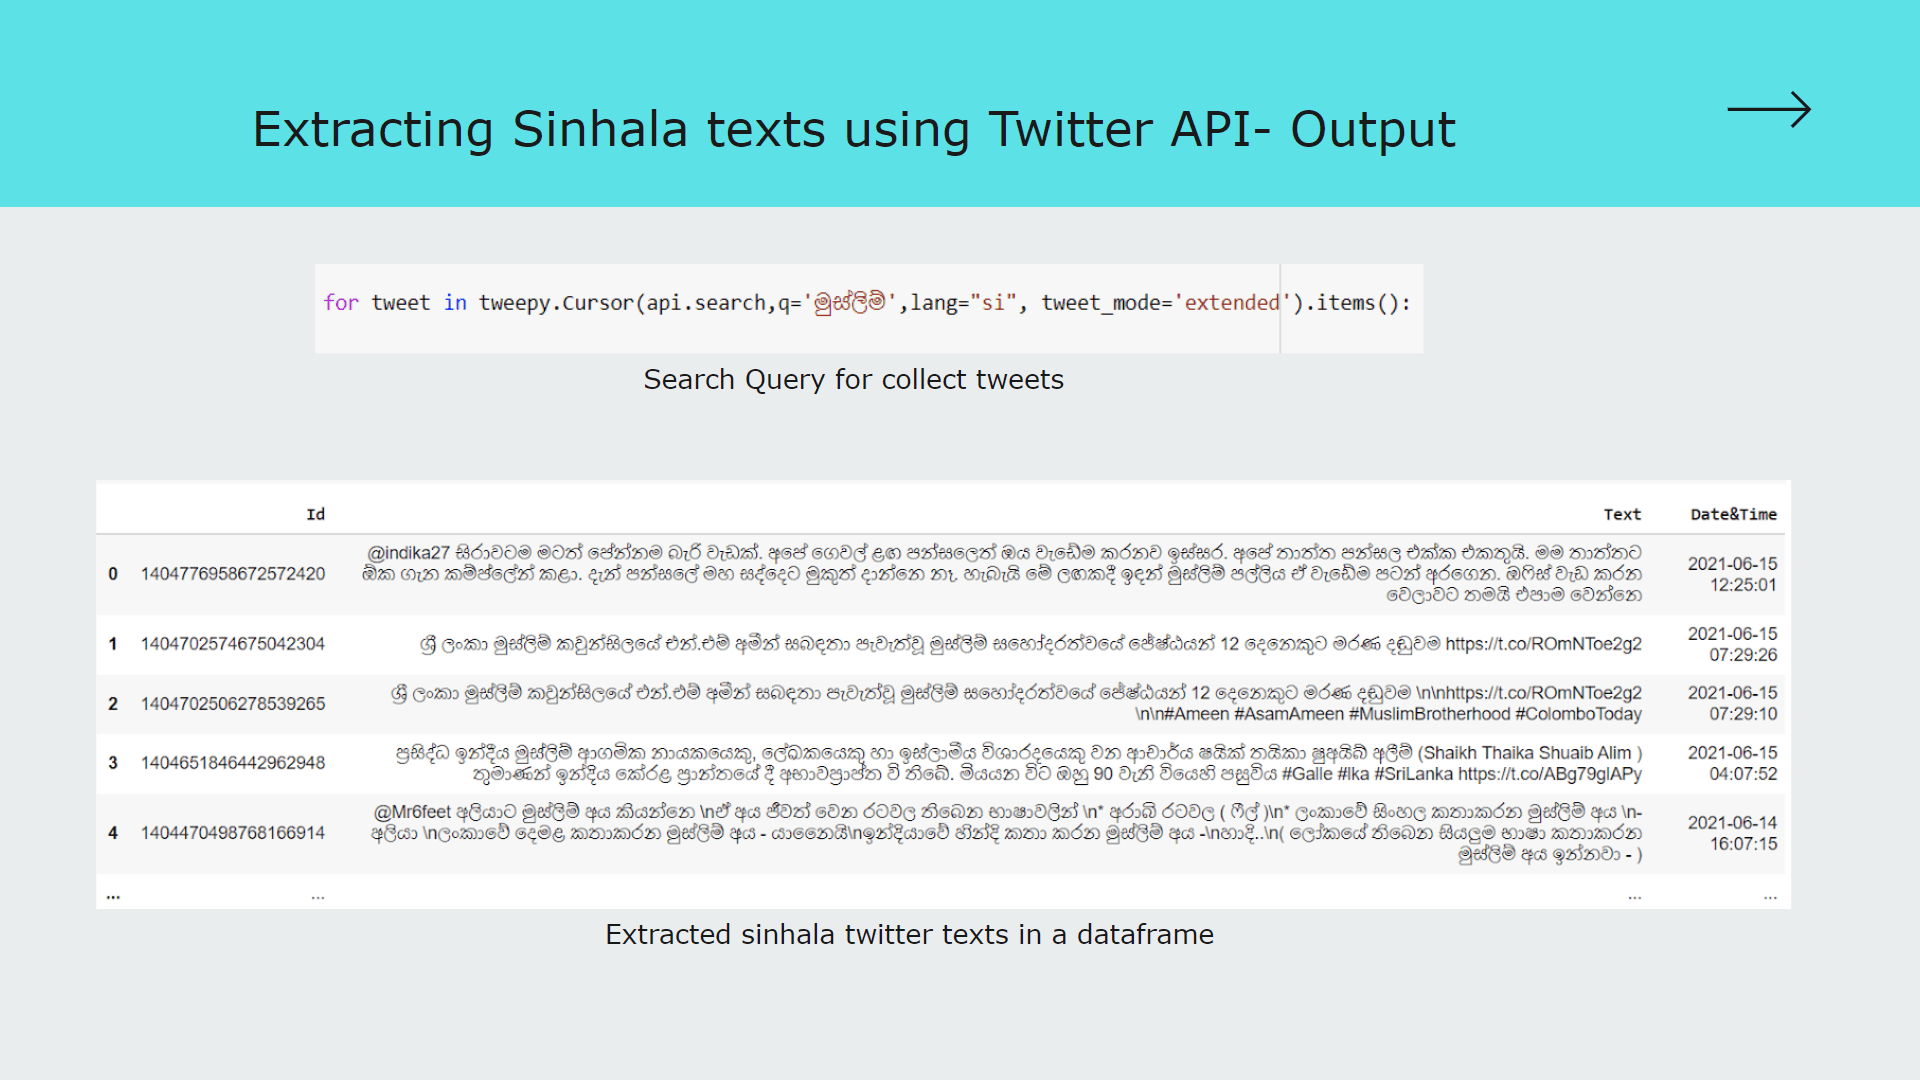 Extracting Sinhala texts using Twitter API- Output
for tweet in tweepy.Cursor(api.search,q='මුස්ලිම්',lang="si", tweet_mode='extended').items():
Search Query for collect tweets
Id Text Date&Time
@indika27 සිරාවටම මටත් පේන්නම බැරි වැඩක්. අපේ ගෙවල් ළඟ පන්සලෙත් ඔය වැඩේම කරනව ඉස්සර. අපේ තාත්ත පන්සල එක්ක එකතුයි. මම තාත්තට
0 1404776958672572420 ඕක ගැන කම්ප්ලේන් කළා. දැන් පන්සලේ මහ සද්දෙට මුකුත් දාන්නෙ නෑ. හැබැයි මේ ලඟකදී ඉඳන් මුස්ලිම් පල්ලිය ඒ වැඩේම පටන් අරගෙන. ඔෆිස් වැඩ කරන 2021-06-15
වෙලාවට තමයි එපාම වෙන්නෙ 12:25:01
1 1404702574675042304 ශ්‍රී ලංකා මුස්ලිම් කවුන්සිලයේ එන්.එම් අමීන් සබඳතා පැවැත්වූ මුස්ලිම් සහෝදරත්වයේ ජේෂ්ඨයන් 12 දෙනෙකුට මරණ දඬුවම https://t.co/ROmNToe2g2 2021-06-15
07:29:26
2 1404702506278539265 ශ්‍රී ලංකා මුස්ලිම් කවුන්සිලයේ එන්.එම් අමීන් සබඳතා පැවැත්වූ මුස්ලිම් සහෝදරත්වයේ ජේෂ්ඨයන් 12 දෙනෙකුට මරණ දඬුවම \n\nhttps://t.co/ROmNToe2g2 2021-06-15
\n\n#Ameen #AsamAmeen #MuslimBrotherhood #ColomboToday 07:29:10
3 1404651846442962948 ප්‍රසිද්ධ ඉන්දීය මුස්ලිම් ආගමික නායකයෙකු, ලේඛකයෙකු හා ඉස්ලාමීය විශාරදයෙකු වන ආචාර්ය ෂයික් තයිකා ෂුඅයිබ් අලීම් (Shaikh Thaika Shuaib Alim ) 2021-06-15
තුමාණන් ඉන්දිය කේරළ ප්‍රාන්තයේ දී අභාවප්‍රාප්ත වි තිබේ. මියයන විට ඔහු 90 වැනි වියෙහි පසුවිය #Galle #lka #SriLanka https://t.co/ABg79glAPy 04:07:52
@Mr6feet අලියාට මුස්ලිම් අය කියන්නෙ \nඒ අය ජීවත් වෙන රටවල තිබෙන භාෂාවලින් \n* අරාබි රටවල ( ෆීල් )\n* ලංකාවේ සිංහල කතාකරන මුස්ලිම් අය \n-
4 1404470498768166914 අලියා \nලංකාවේ දෙමළ කතාකරන මුස්ලිම් අය - යානෛයි\nඉන්දියාවේ හින්දි කතා කරන මුස්ලිම් අය -\nහාදි..\n( ලෝකයේ තිබෙන සියලුම භාෂා කතාකරන 2021-06-14
මුස්ලිම් අය ඉන්නවා - ) 16:07:15
... ... ... ...
Extracted sinhala twitter texts in a dataframe